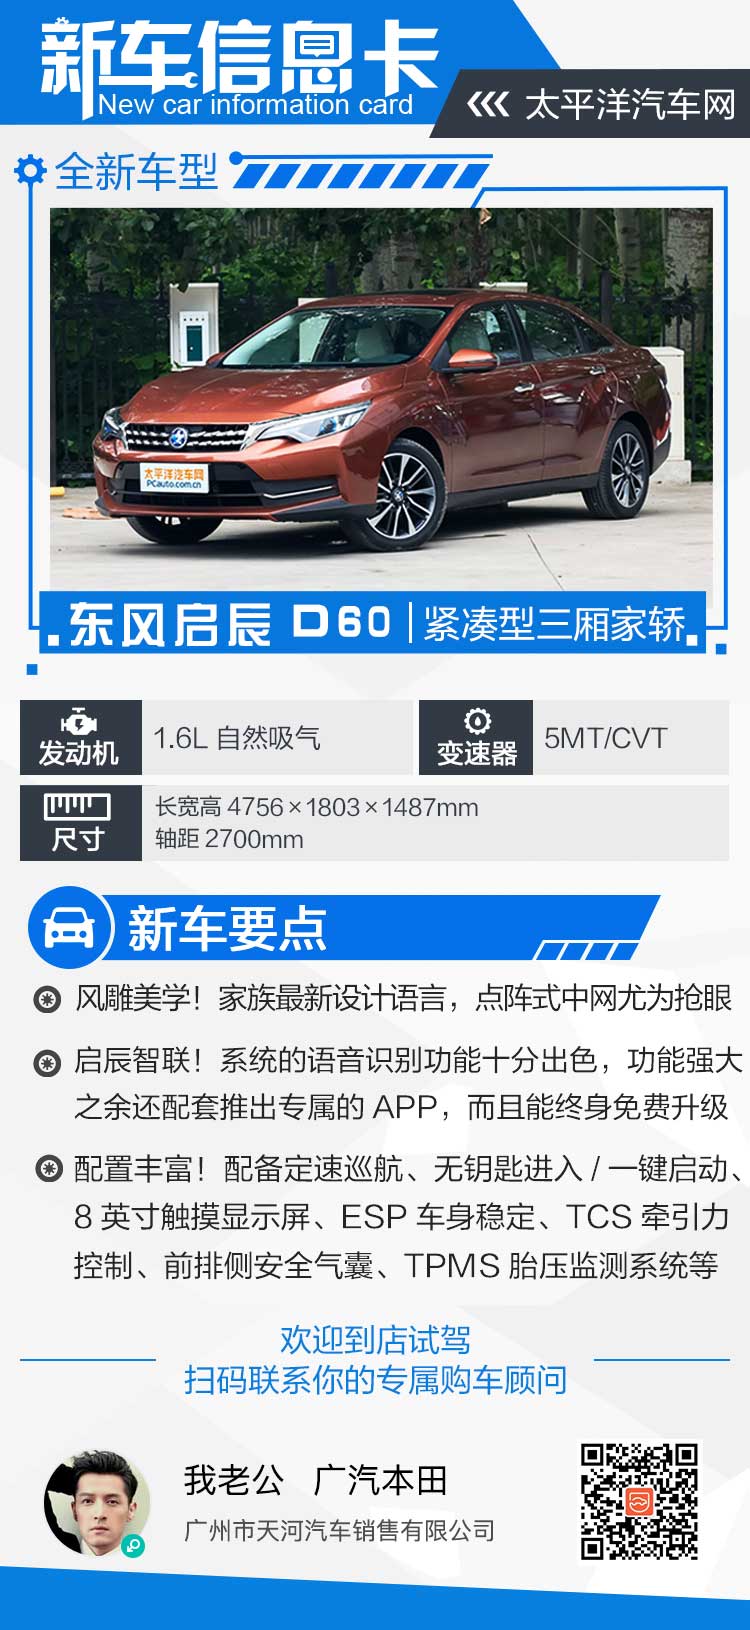 新车信息卡
New car information card
太平洋汽车网
全新车型
太平洋汽车网
PCauto.com.cn
东风启辰 D60 紧凑型三厢家轿
发动机
1.6L 自然吸气
变速器
5MT/CVT
尺寸
长宽高 4756×1803×1487mm
轴距 2700mm
新车要点
风雕美学！家族最新设计语言，点阵式中网尤为抢眼
启辰智联！系统的语音识别功能十分出色，功能强大
之余还配套推出专属的 APP，而且能终身免费升级
配置丰富！配备定速巡航、无钥匙进入 / 一键启动、
8 英寸触摸显示屏、ESP 车身稳定、TCS 牵引力
控制、前排侧安全气囊、TPMS 胎压监测系统等
欢迎到店试驾
扫码联系你的专属购车顾问
我老公 广汽本田
广州市天河汽车销售有限公司